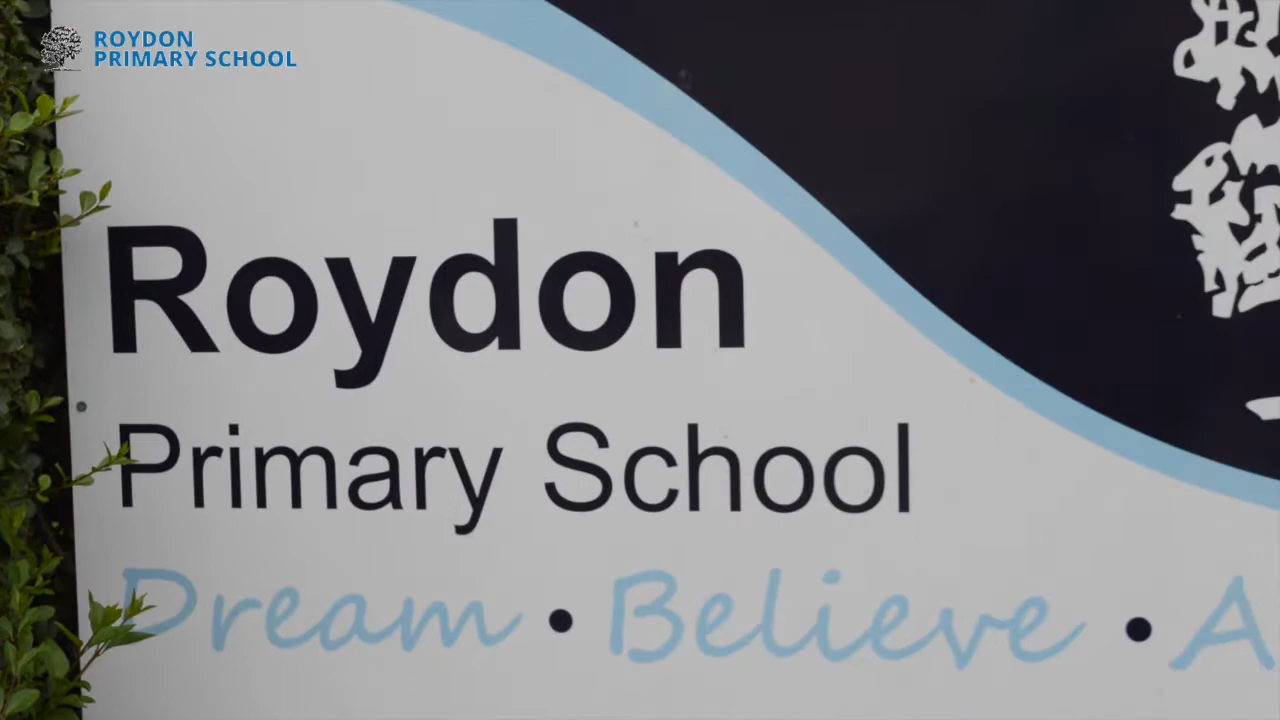 ROYDON
PRIMARY SCHOOL
Roydon
Primary School
Dream • Believe • A